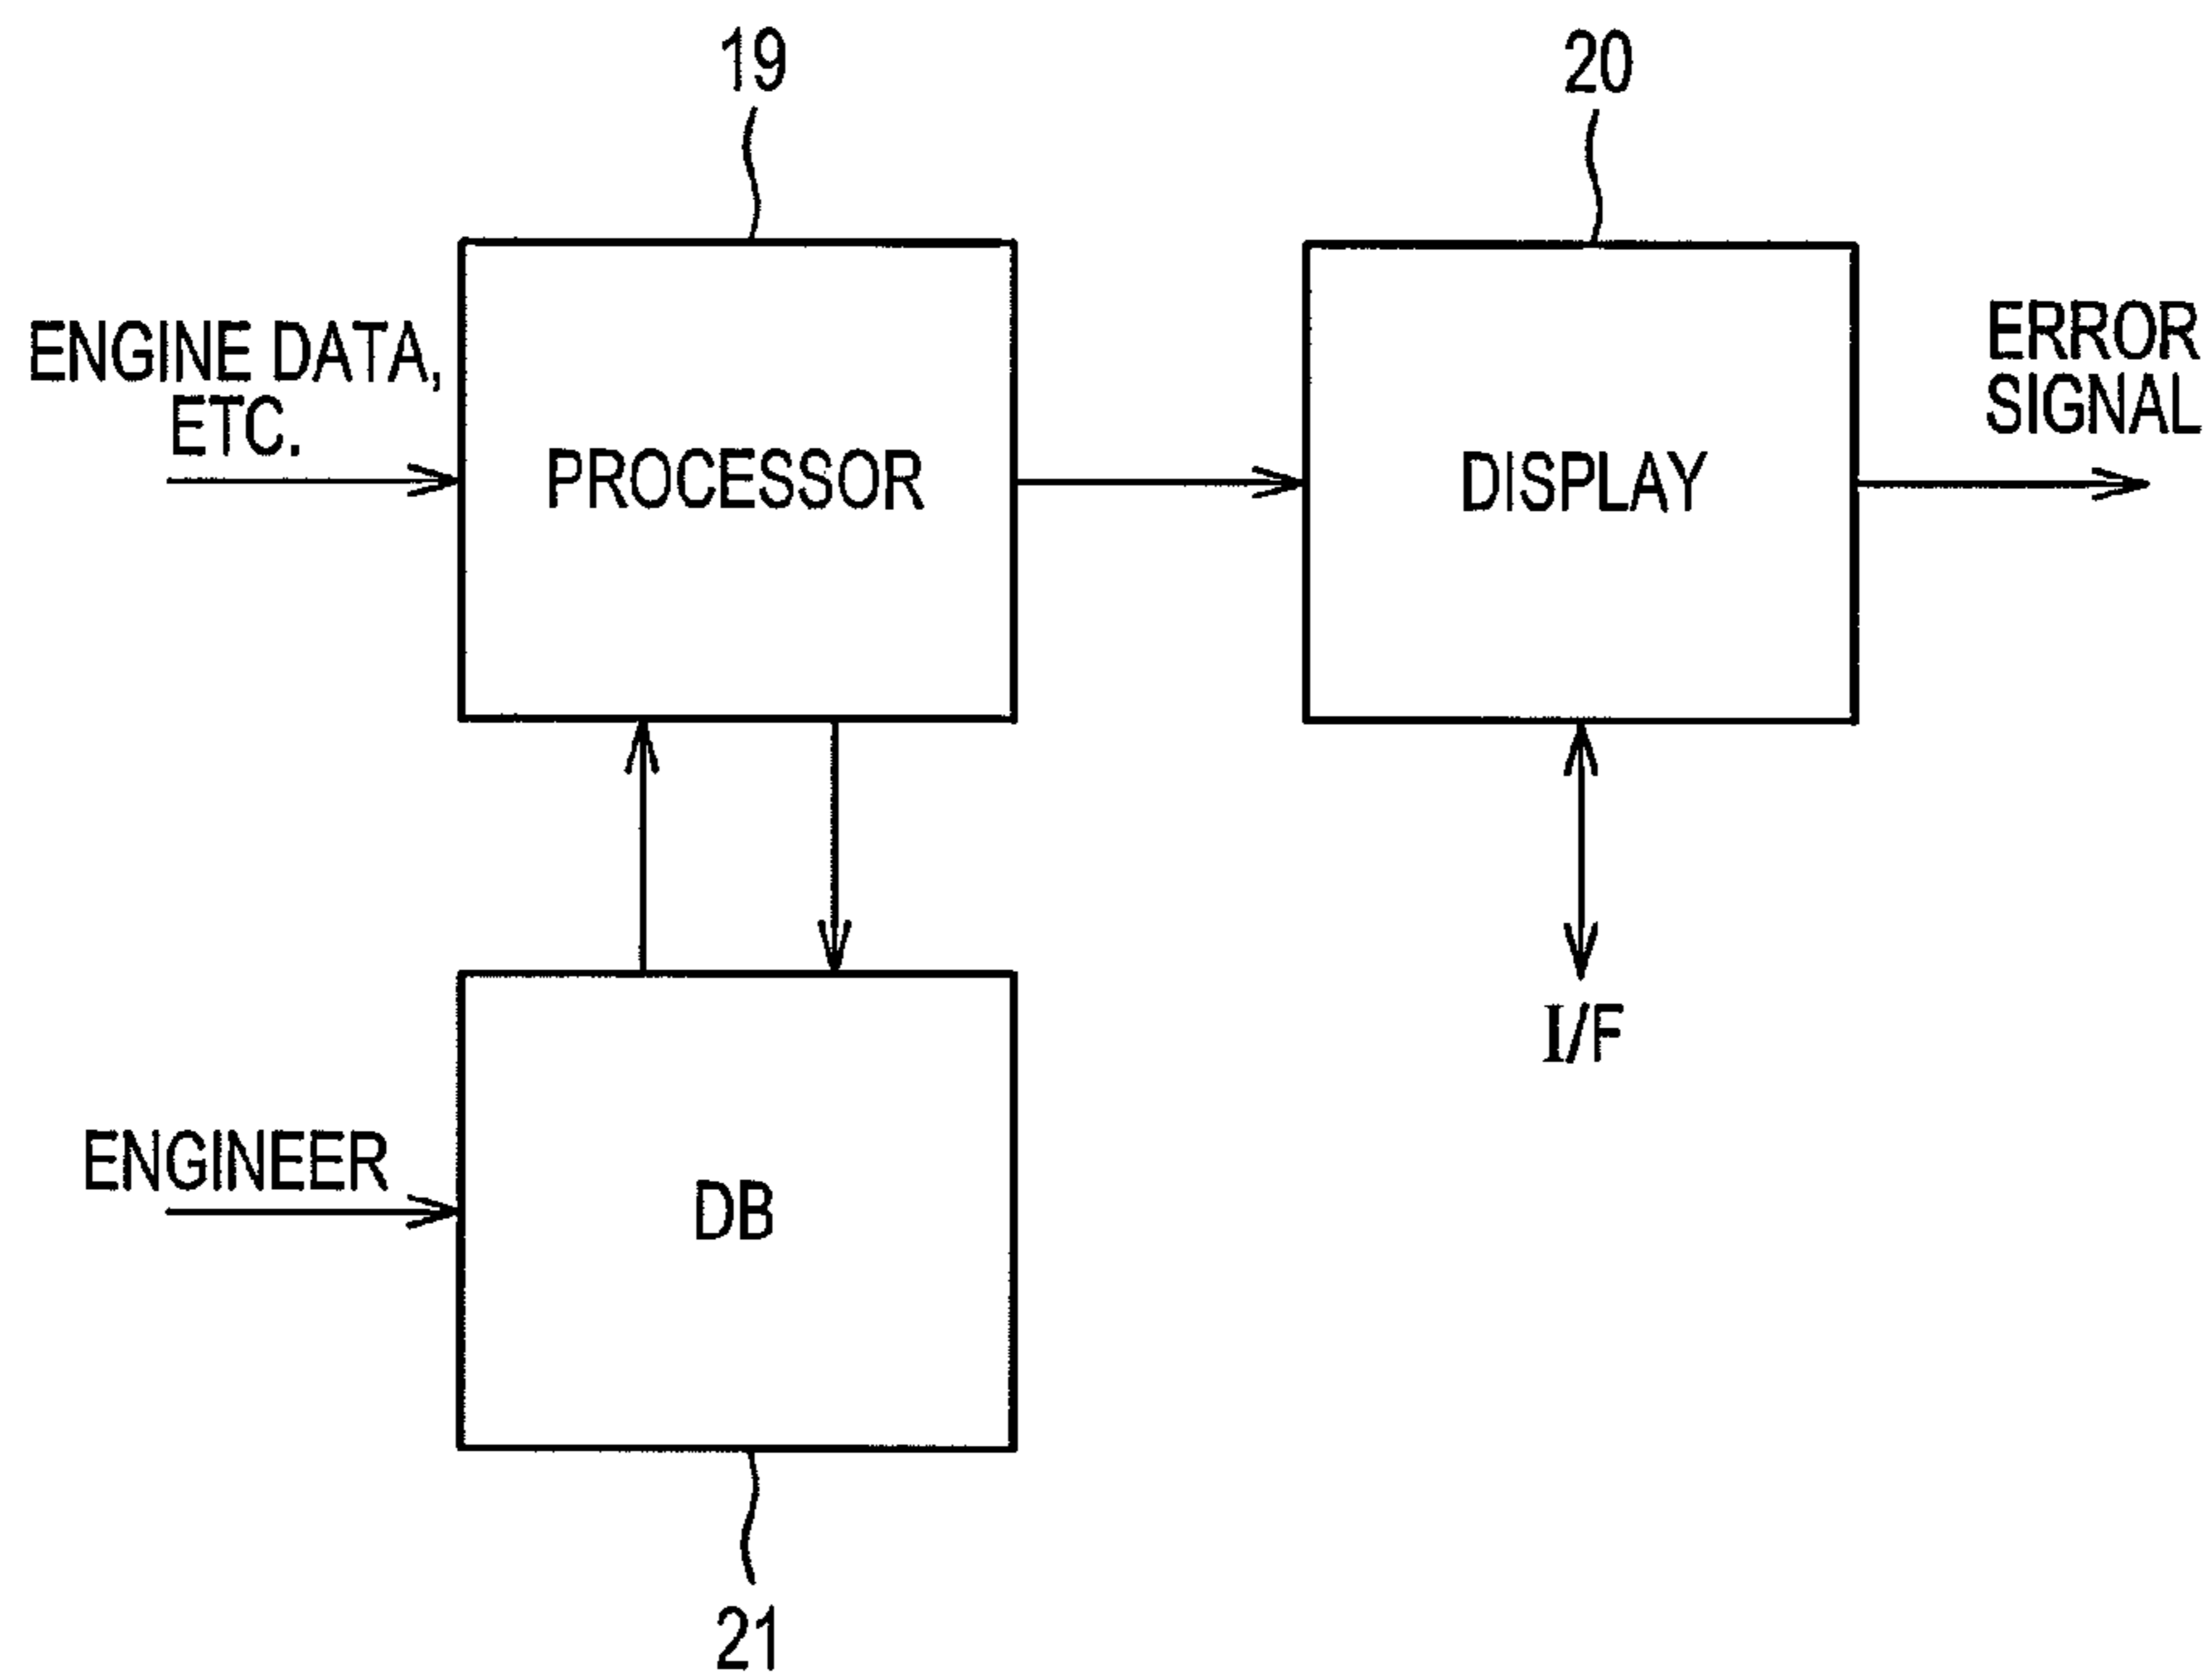 19
20
ENGINE DATA,
ETC.
PROCESSOR
DISPLAY
ERROR
SIGNAL
I/F
ENGINEER
DB
21